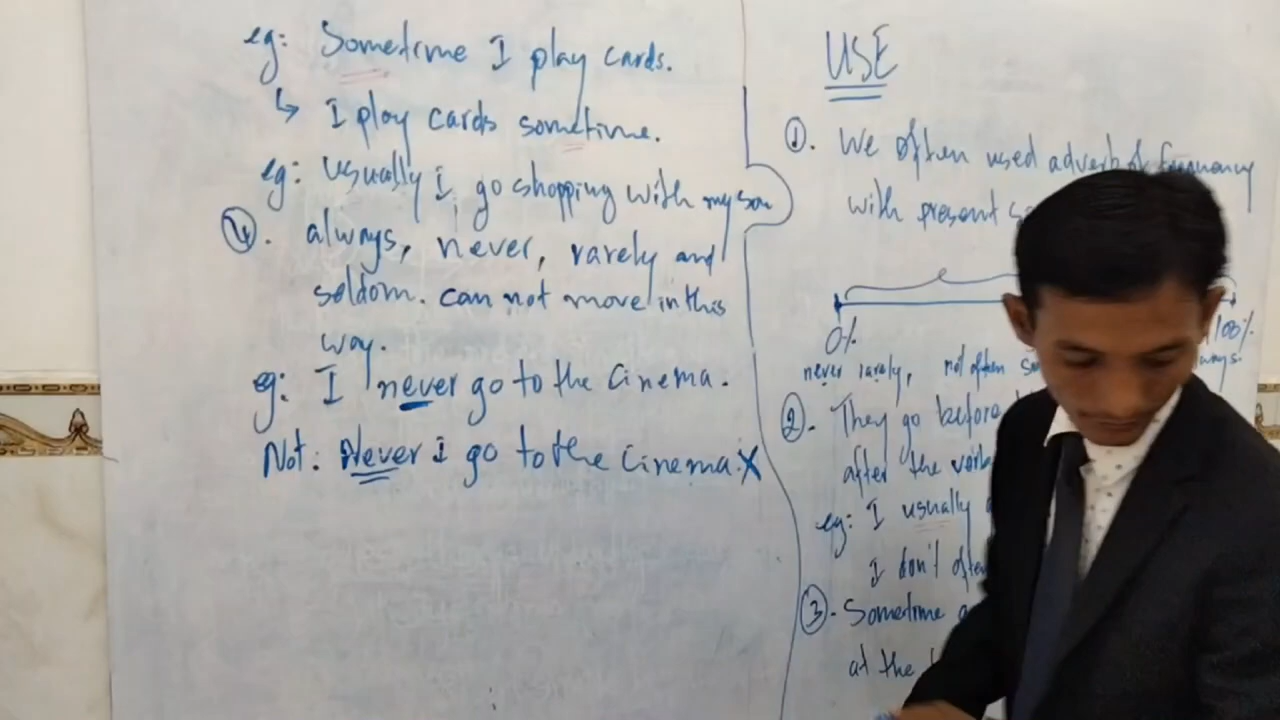 eg: Sometime I play cards.
↳ I play cards sometime.
eg: usually I go shopping with my son
④. always, never, rarely and
seldom. can not move in this
way.
eg: I never go to the Cinema.
Not: Never I go to the Cinema. X
USE
①. We often used adverb of
with present
0% 100%
never rarely, not often
②. They go before
after the verb
eg: I usually
I don't often
③. Sometime
at the